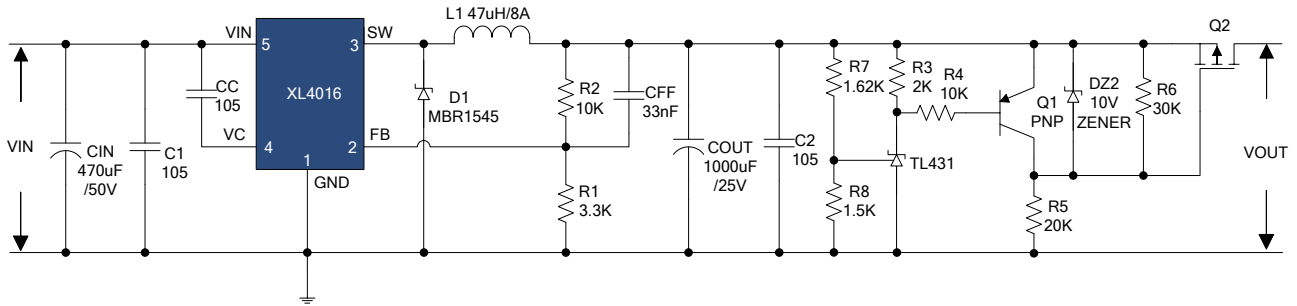 L1 47uH/8A
Q2
VIN
SW
5
3
CC
105
XL4016
D1
MBR1545
R2
10K
CFF
33nF
R7
1.62K
R3
2K
R4
10K
Q1
PNP
DZ2
10V
ZENER
R6
30K
VIN
CIN
470uF
/50V
C1
105
VC
4
1
GND
2
FB
R1
3.3K
COUT
1000uF
/25V
C2
105
R8
1.5K
TL431
R5
20K
VOUT